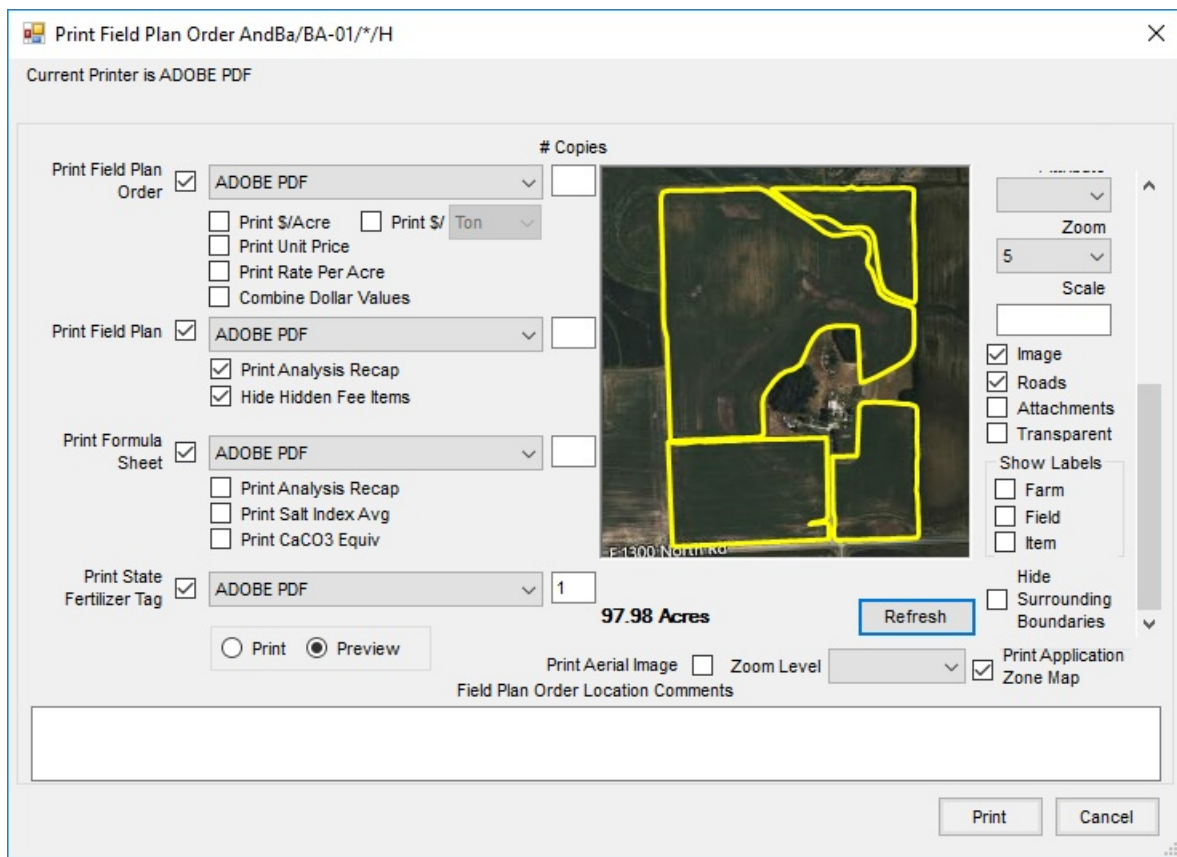 Print Field Plan Order AndBa/BA-01/*/H
Current Printer is ADOBE PDF
# Copies
Print Field Plan
Order
ADOBE PDF
Print $/Acre
Print $/
Ton
Print Unit Price
Print Rate Per Acre
Combine Dollar Values
Print Field Plan
ADOBE PDF
Print Analysis Recap
Hide Hidden Fee Items
Print Formula
Sheet
ADOBE PDF
Print Analysis Recap
Print Salt Index Avg
Print CaCO3 Equiv
Print State
Fertilizer Tag
ADOBE PDF
1
Print
Preview
E 1300 North Rd
97.98 Acres
Refresh
Zoom
5
Scale
Image
Roads
Attachments
Transparent
Show Labels
Farm
Field
Item
Hide
Surrounding
Boundaries
Print Aerial Image
Zoom Level
Print Application
Zone Map
Field Plan Order Location Comments
Print
Cancel